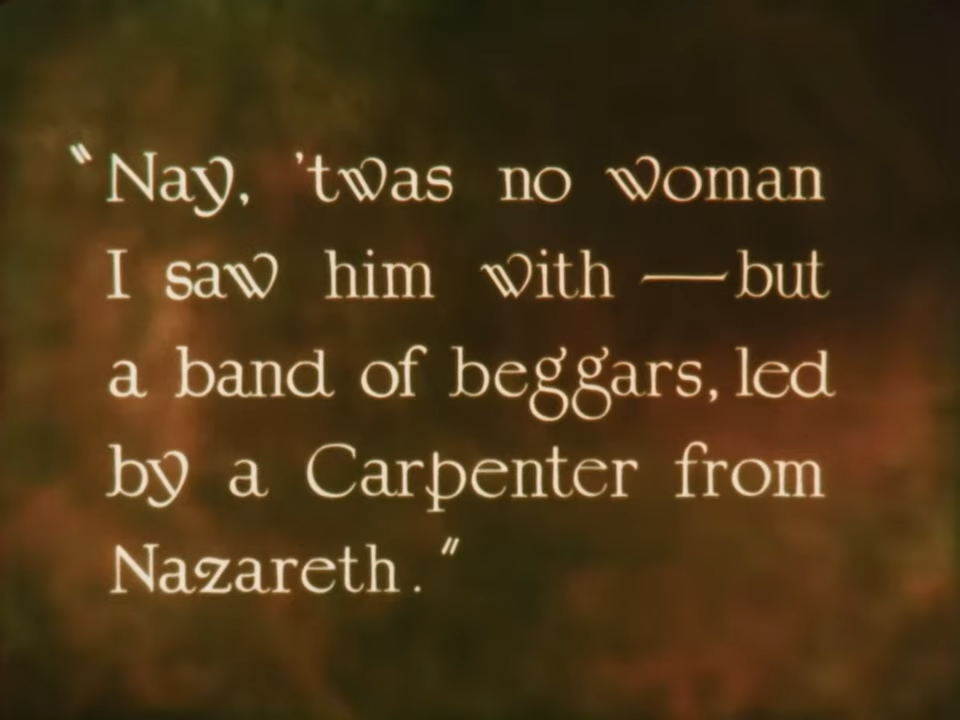 "Nay, 'twas no woman
I saw him with — but
a band of beggars, led
by a Carpenter from
Nazareth."